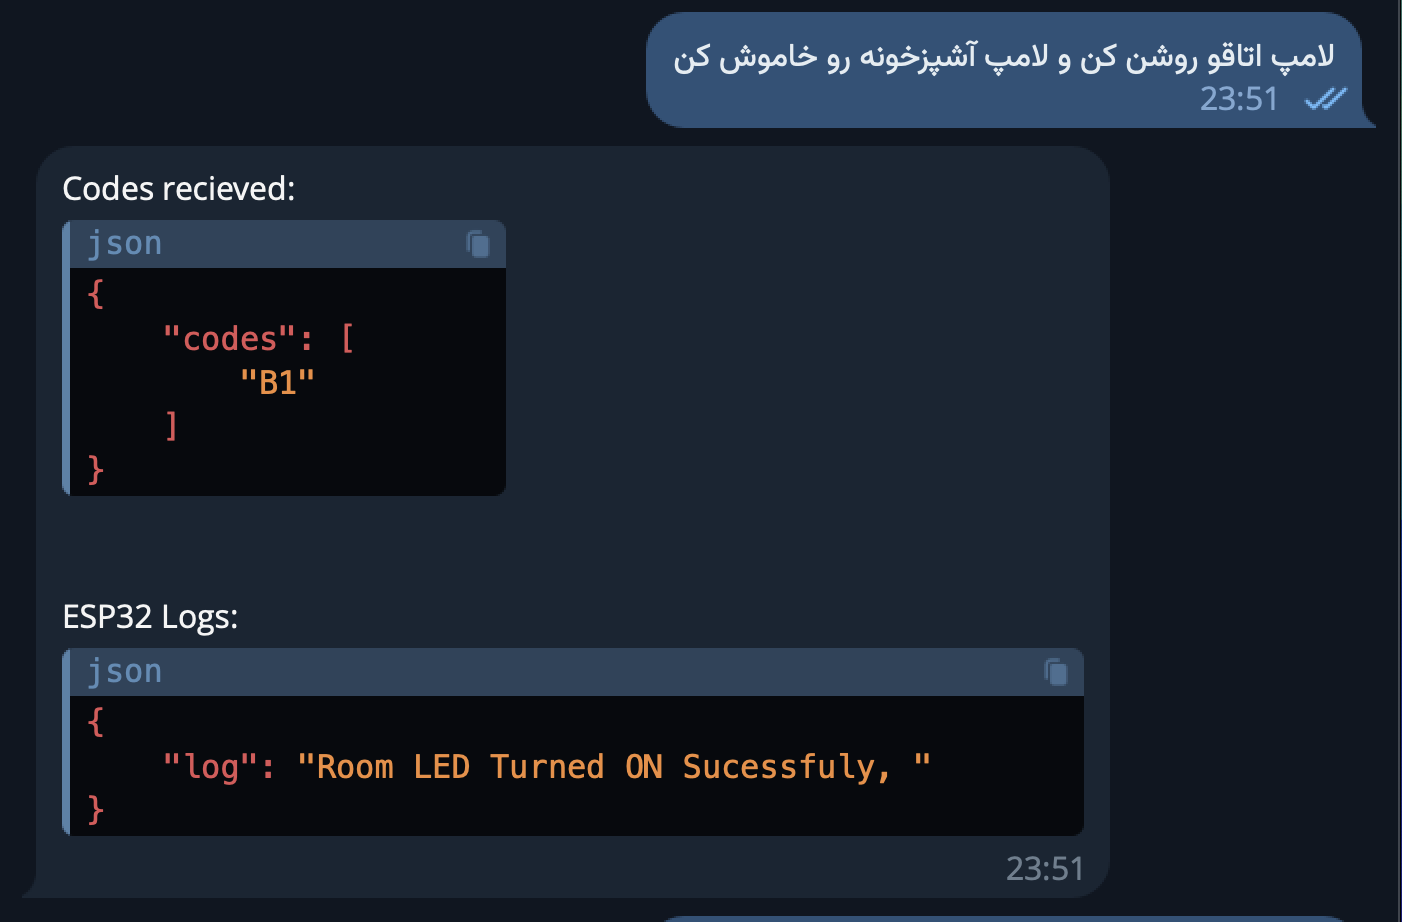 لامپ اتاقو روشن کن و لامپ آشپزخونه رو خاموش کن
23:51
Codes recieved:
json
{
    "codes": [
        "B1"
    ]
}
ESP32 Logs:
json
{
    "log": "Room LED Turned ON Sucessfuly, "
}
23:51